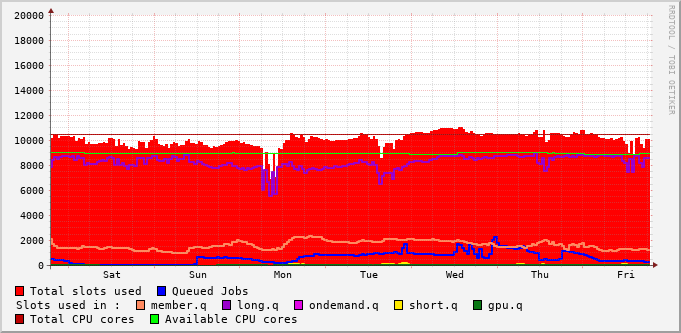 RRDTOOL / TOBI OETIKER
20000
18000
16000
14000
12000
10000
8000
6000
4000
2000
0
Sat Sun Mon Tue Wed Thu Fri
Total slots used Queued Jobs
Slots used in : member.q long.q ondemand.q short.q gpu.q
Total CPU cores Available CPU cores